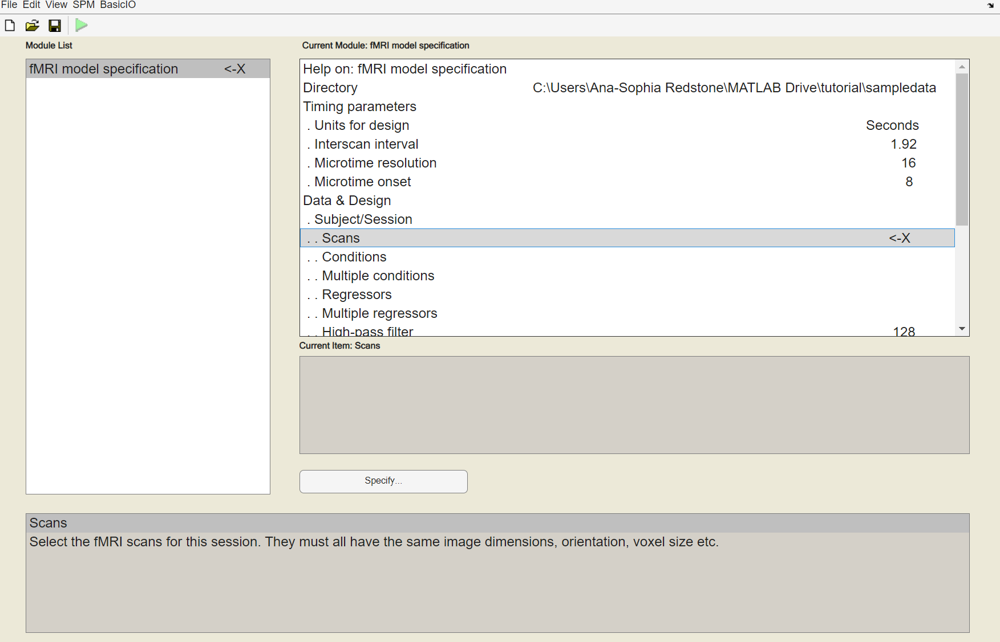 File Edit View SPM BasicIO
Module List
fMRI model specification <-X
Current Module: fMRI model specification
Help on: fMRI model specification
Directory C:\Users\Ana-Sophia Redstone\MATLAB Drive\tutorial\sampledata
Timing parameters
. Units for design Seconds
. Interscan interval 1.92
. Microtime resolution 16
. Microtime onset 8
Data & Design
. Subject/Session
. . Scans <-X
. . Conditions
. . Multiple conditions
. . Regressors
. . Multiple regressors
. . High-pass filter 128
Current Item: Scans
Specify...
Scans
Select the fMRI scans for this session. They must all have the same image dimensions, orientation, voxel size etc.